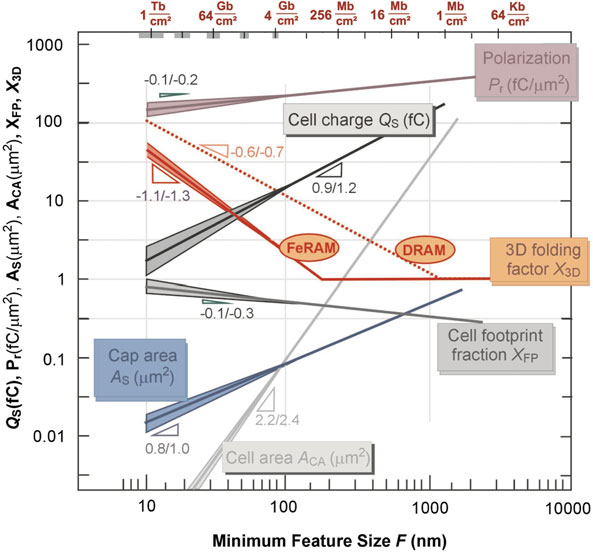 1 Tb/cm² 64 Gb/cm² 4 Gb/cm² 256 Mb/cm² 16 Mb/cm² 1 Mb/cm² 64 Kb/cm²
1000
100
10
1
0.1
0.01
Qs(fC), Pr(fC/µm²), As(µm²), ACA(µm²), XFP, X3D
-0.1/-0.2
Polarization
Pr (fC/µm²)
Cell charge QS (fC)
-0.6/-0.7
0.9/1.2
-1.1/-1.3
FeRAM
DRAM
3D folding
factor X3D
-0.1/-0.3
Cell footprint
fraction XFP
Cap area
AS (µm²)
2.2/2.4
0.8/1.0
Cell area ACA (µm²)
10 100 1000 10000
Minimum Feature Size F (nm)